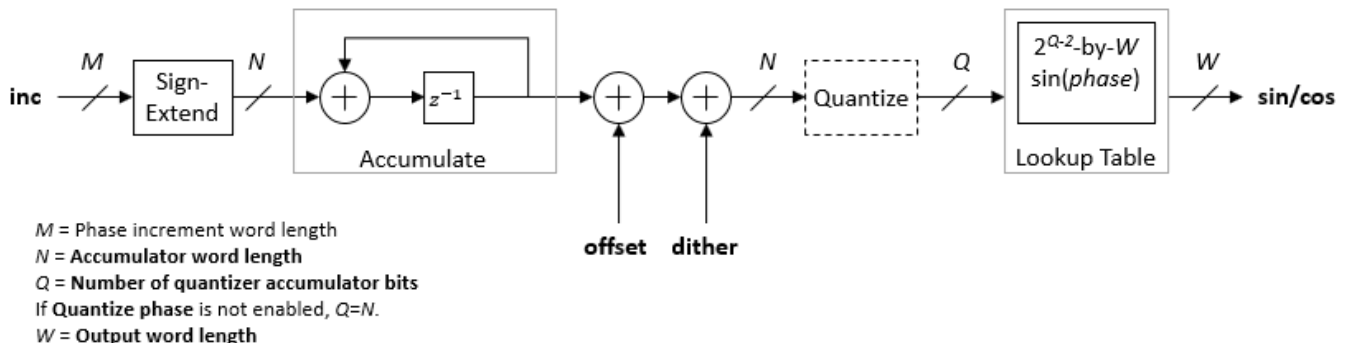 M
N
N
Q
W
inc
Sign-
Extend
+
z⁻¹
Accumulate
+
+
Quantize
2^Q-2-by-W
sin(phase)
Lookup Table
sin/cos
offset dither
M = Phase increment word length
N = Accumulator word length
Q = Number of quantizer accumulator bits
If Quantize phase is not enabled, Q=N.
W = Output word length